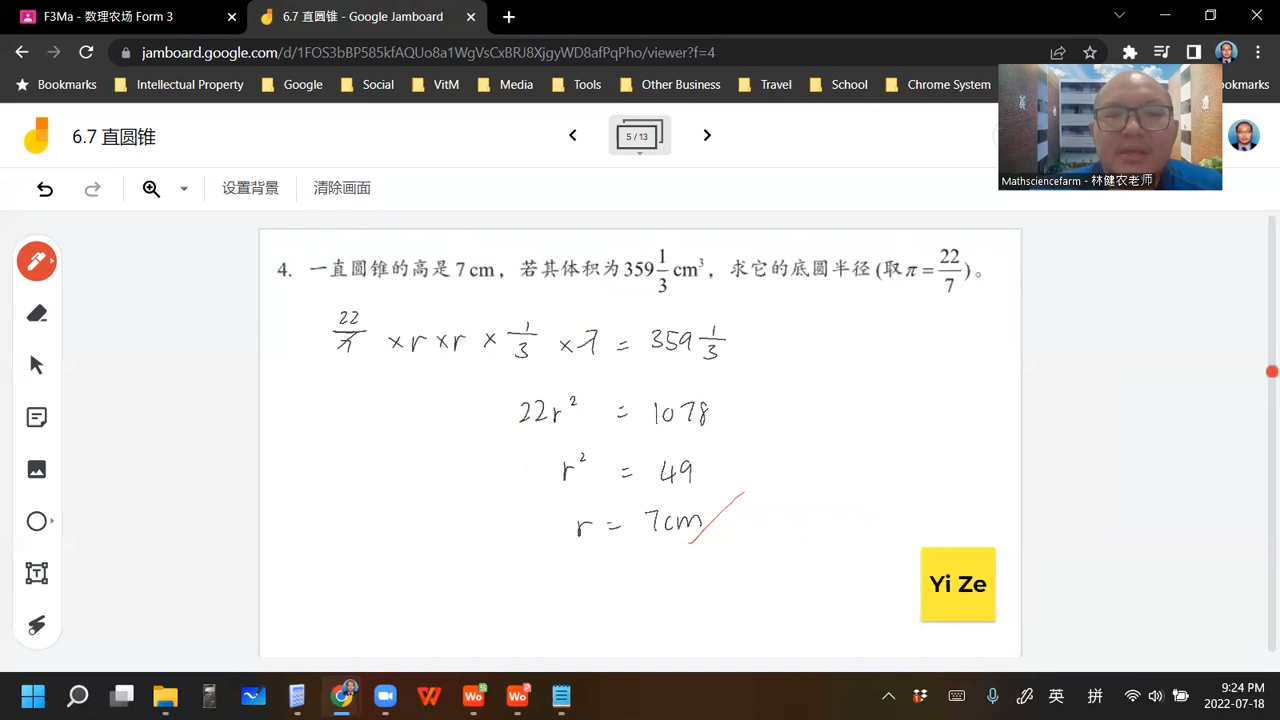 F3Ma - 数理农场 Form 3
6.7 直圆锥 - Google Jamboard
jamboard.google.com/d/1FOS3bBP585kfAQUo8a1WgVsCxBRJ8XjgyWD8afPqPho/viewer?f=4
Bookmarks Intellectual Property Google Social VitM Media Tools Other Business Travel School Chrome System okmarks
6.7 直圆锥
5 / 13
Mathsciencefarm - 林健农老师
设置背景 清除画面
4. 一直圆锥的高是 7 cm，若其体积为 359 1/3 cm³，求它的底圆半径 (取 π = 22/7)。
22/7 × r × r × 1/3 × 7 = 359 1/3
22r² = 1078
r² = 49
r = 7cm
Yi Ze
Wo Wo 英 拼
9:24 PM
2022-07-18